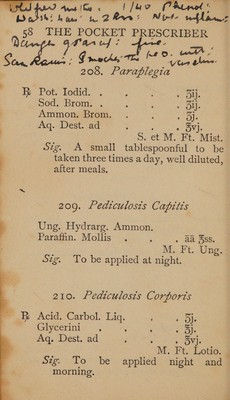 58 THE POCKET PRESCRIBER
208. Paraplegia
℞ Pot. Iodid. . . . . ʒij.
Sod. Brom. . . . . ʒij.
Ammon. Brom. . . . ʒj.
Aq. Dest. ad . . . ℥vj.
S. et M. Ft. Mist.
Sig. A small tablespoonful to be
taken three times a day, well diluted,
after meals.
209. Pediculosis Capitis
Ung. Hydrarg. Ammon.
Paraffin. Mollis . . . āā ℥ss.
M. Ft. Ung.
Sig. To be applied at night.
210. Pediculosis Corporis
℞ Acid. Carbol. Liq. . . ʒj.
Glycerini . . . . ℥j.
Aq. Dest. ad . . . ℥vj.
M. Ft. Lotio.
Sig. To be applied night and
morning.